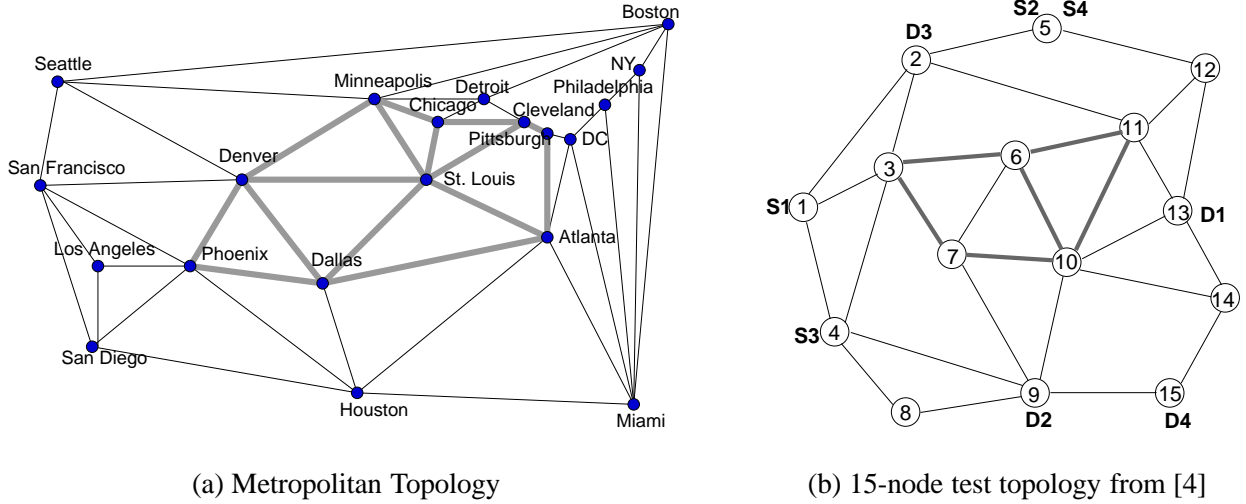 Boston
Seattle
NY
Minneapolis
Detroit
Philadelphia
Chicago
Cleveland
Pittsburgh
DC
Denver
San Francisco
St. Louis
Los Angeles
Phoenix
Dallas
Atlanta
San Diego
Houston
Miami
(a) Metropolitan Topology
S2 S4
D3
5
2
12
11
6
3
S1 1
13 D1
7
10
14
S3 4
9
15
8
D2
D4
(b) 15-node test topology from [4]